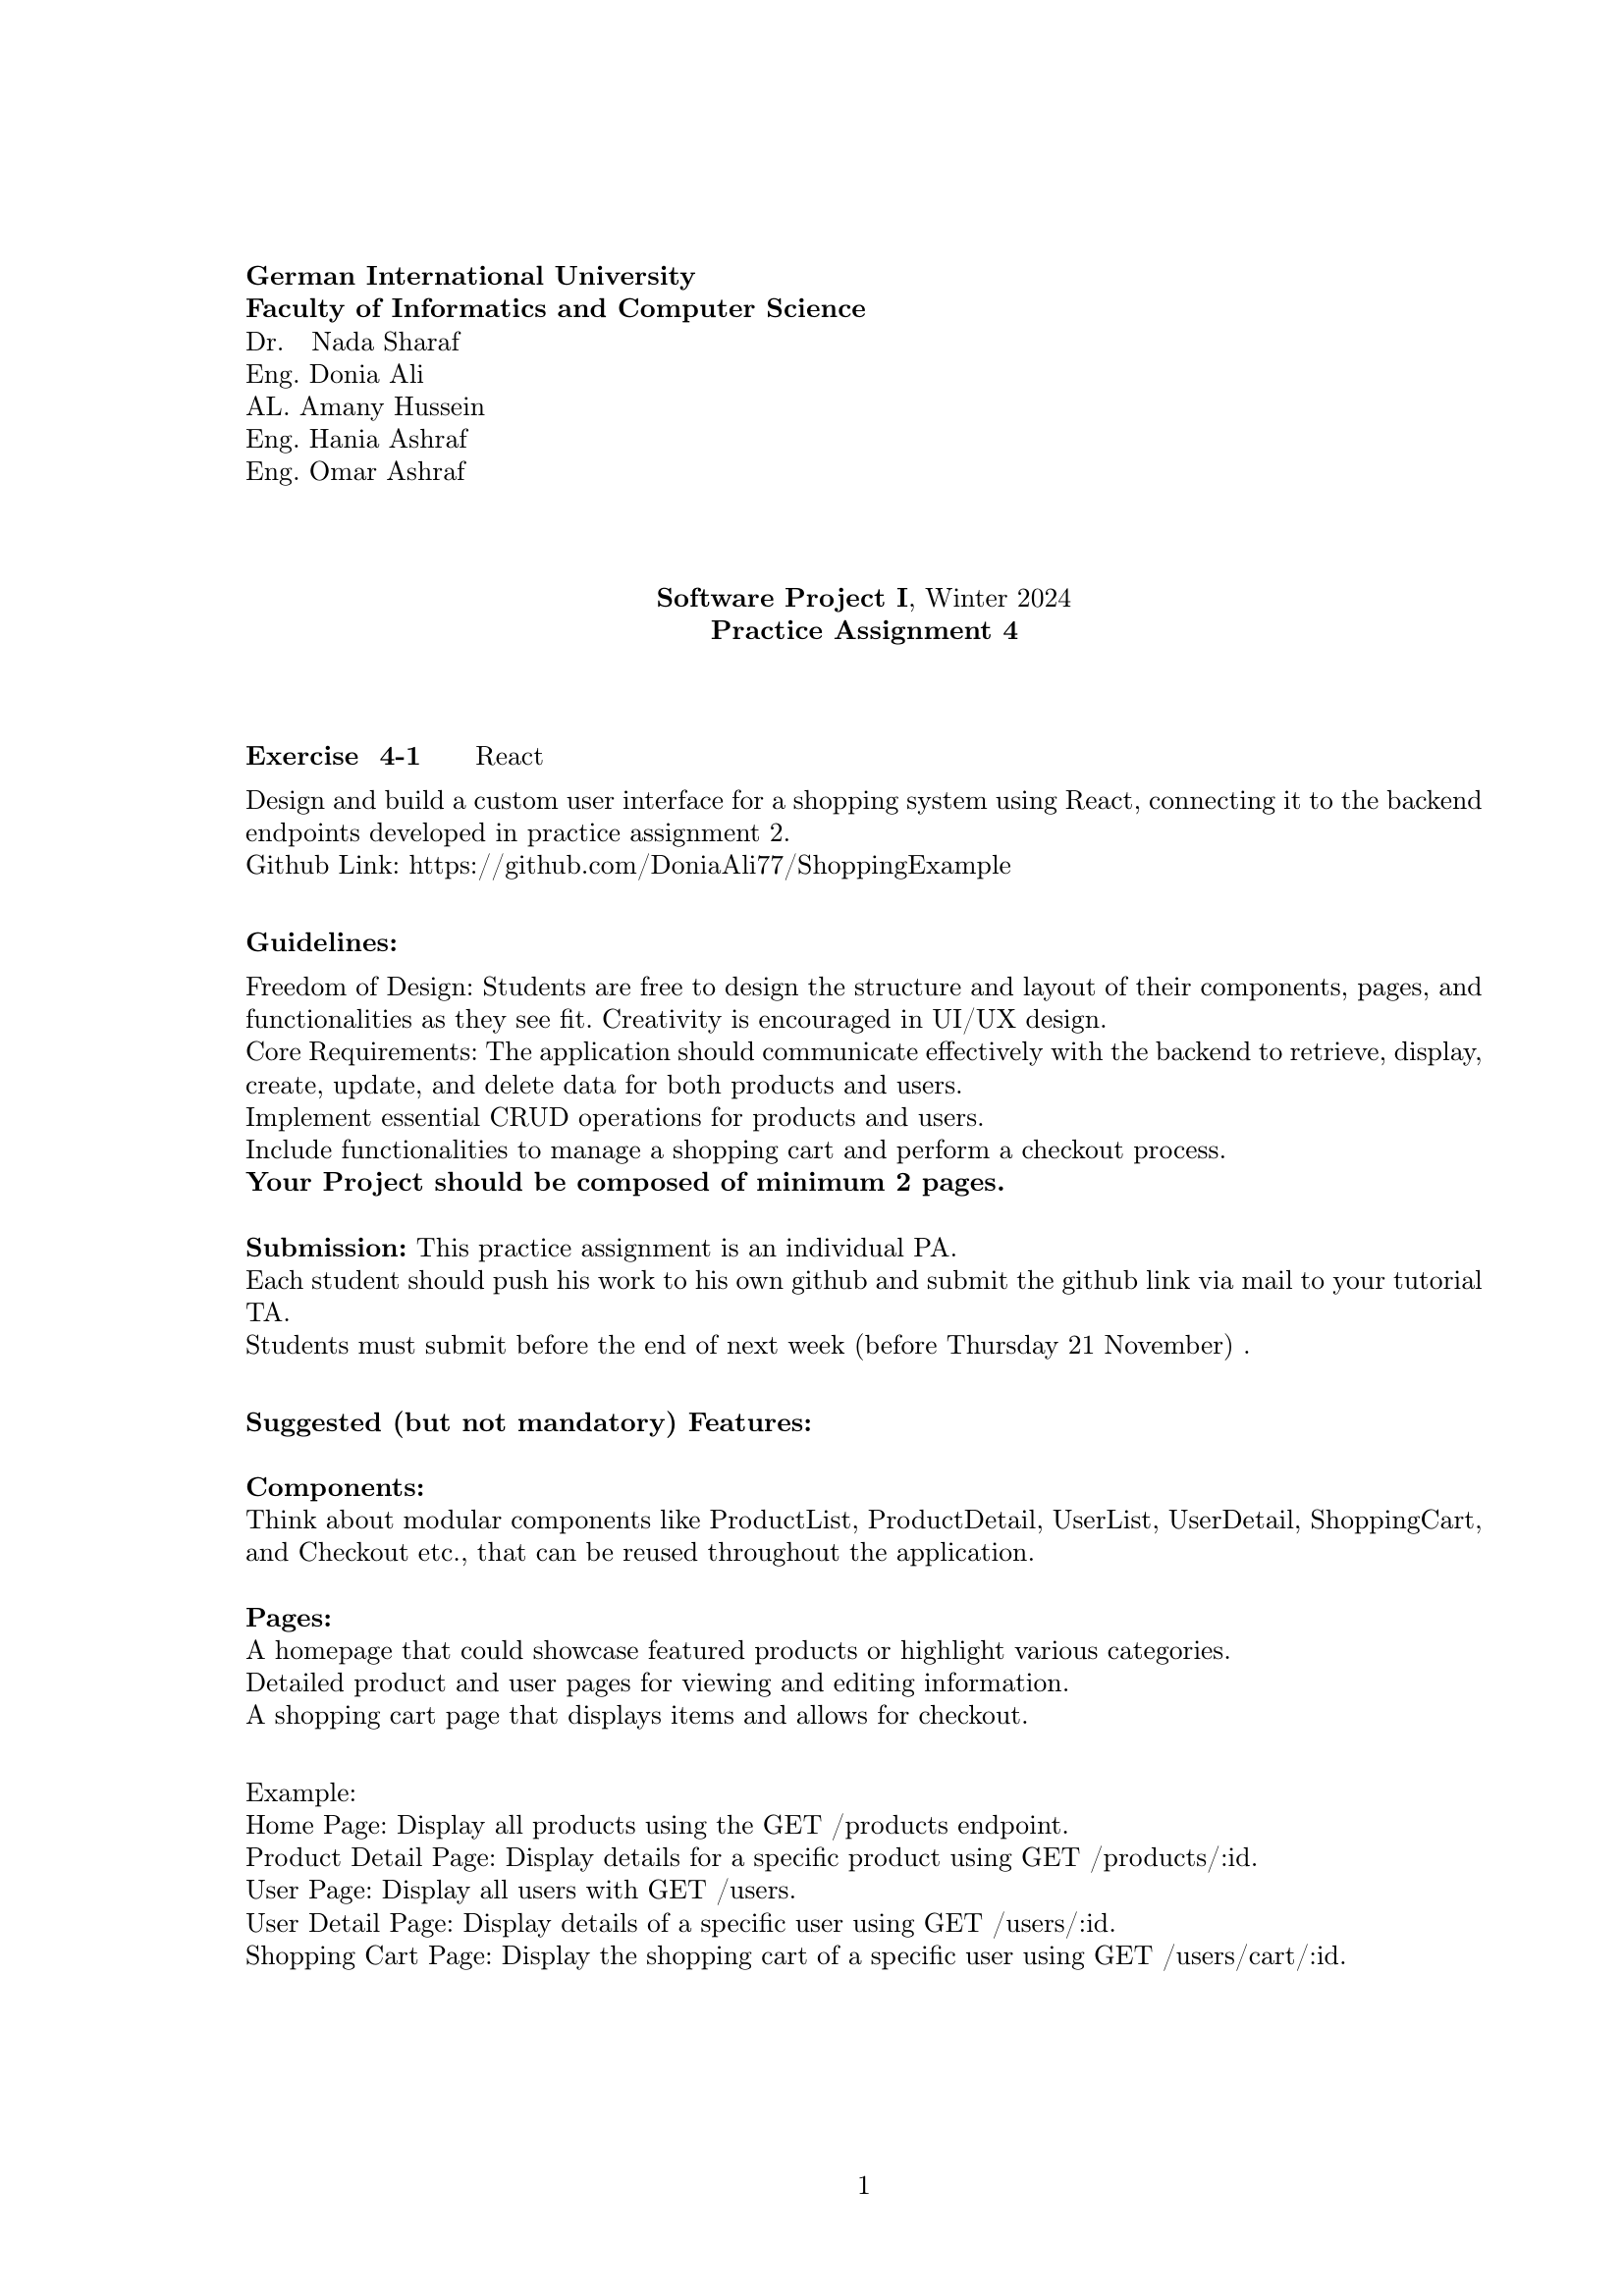 German International University
Faculty of Informatics and Computer Science
Dr. Nada Sharaf
Eng. Donia Ali
AL. Amany Hussein
Eng. Hania Ashraf
Eng. Omar Ashraf
Software Project I, Winter 2024
Practice Assignment 4
Exercise 4-1 React
Design and build a custom user interface for a shopping system using React, connecting it to the backend
endpoints developed in practice assignment 2.
Github Link: https://github.com/DoniaAli77/ShoppingExample
Guidelines:
Freedom of Design: Students are free to design the structure and layout of their components, pages, and
functionalities as they see fit. Creativity is encouraged in UI/UX design.
Core Requirements: The application should communicate effectively with the backend to retrieve, display,
create, update, and delete data for both products and users.
Implement essential CRUD operations for products and users.
Include functionalities to manage a shopping cart and perform a checkout process.
Your Project should be composed of minimum 2 pages.
Submission: This practice assignment is an individual PA.
Each student should push his work to his own github and submit the github link via mail to your tutorial
TA.
Students must submit before the end of next week (before Thursday 21 November) .
Suggested (but not mandatory) Features:
Components:
Think about modular components like ProductList, ProductDetail, UserList, UserDetail, ShoppingCart,
and Checkout etc., that can be reused throughout the application.
Pages:
A homepage that could showcase featured products or highlight various categories.
Detailed product and user pages for viewing and editing information.
A shopping cart page that displays items and allows for checkout.
Example:
Home Page: Display all products using the GET /products endpoint.
Product Detail Page: Display details for a specific product using GET /products/:id.
User Page: Display all users with GET /users.
User Detail Page: Display details of a specific user using GET /users/:id.
Shopping Cart Page: Display the shopping cart of a specific user using GET /users/cart/:id.
1